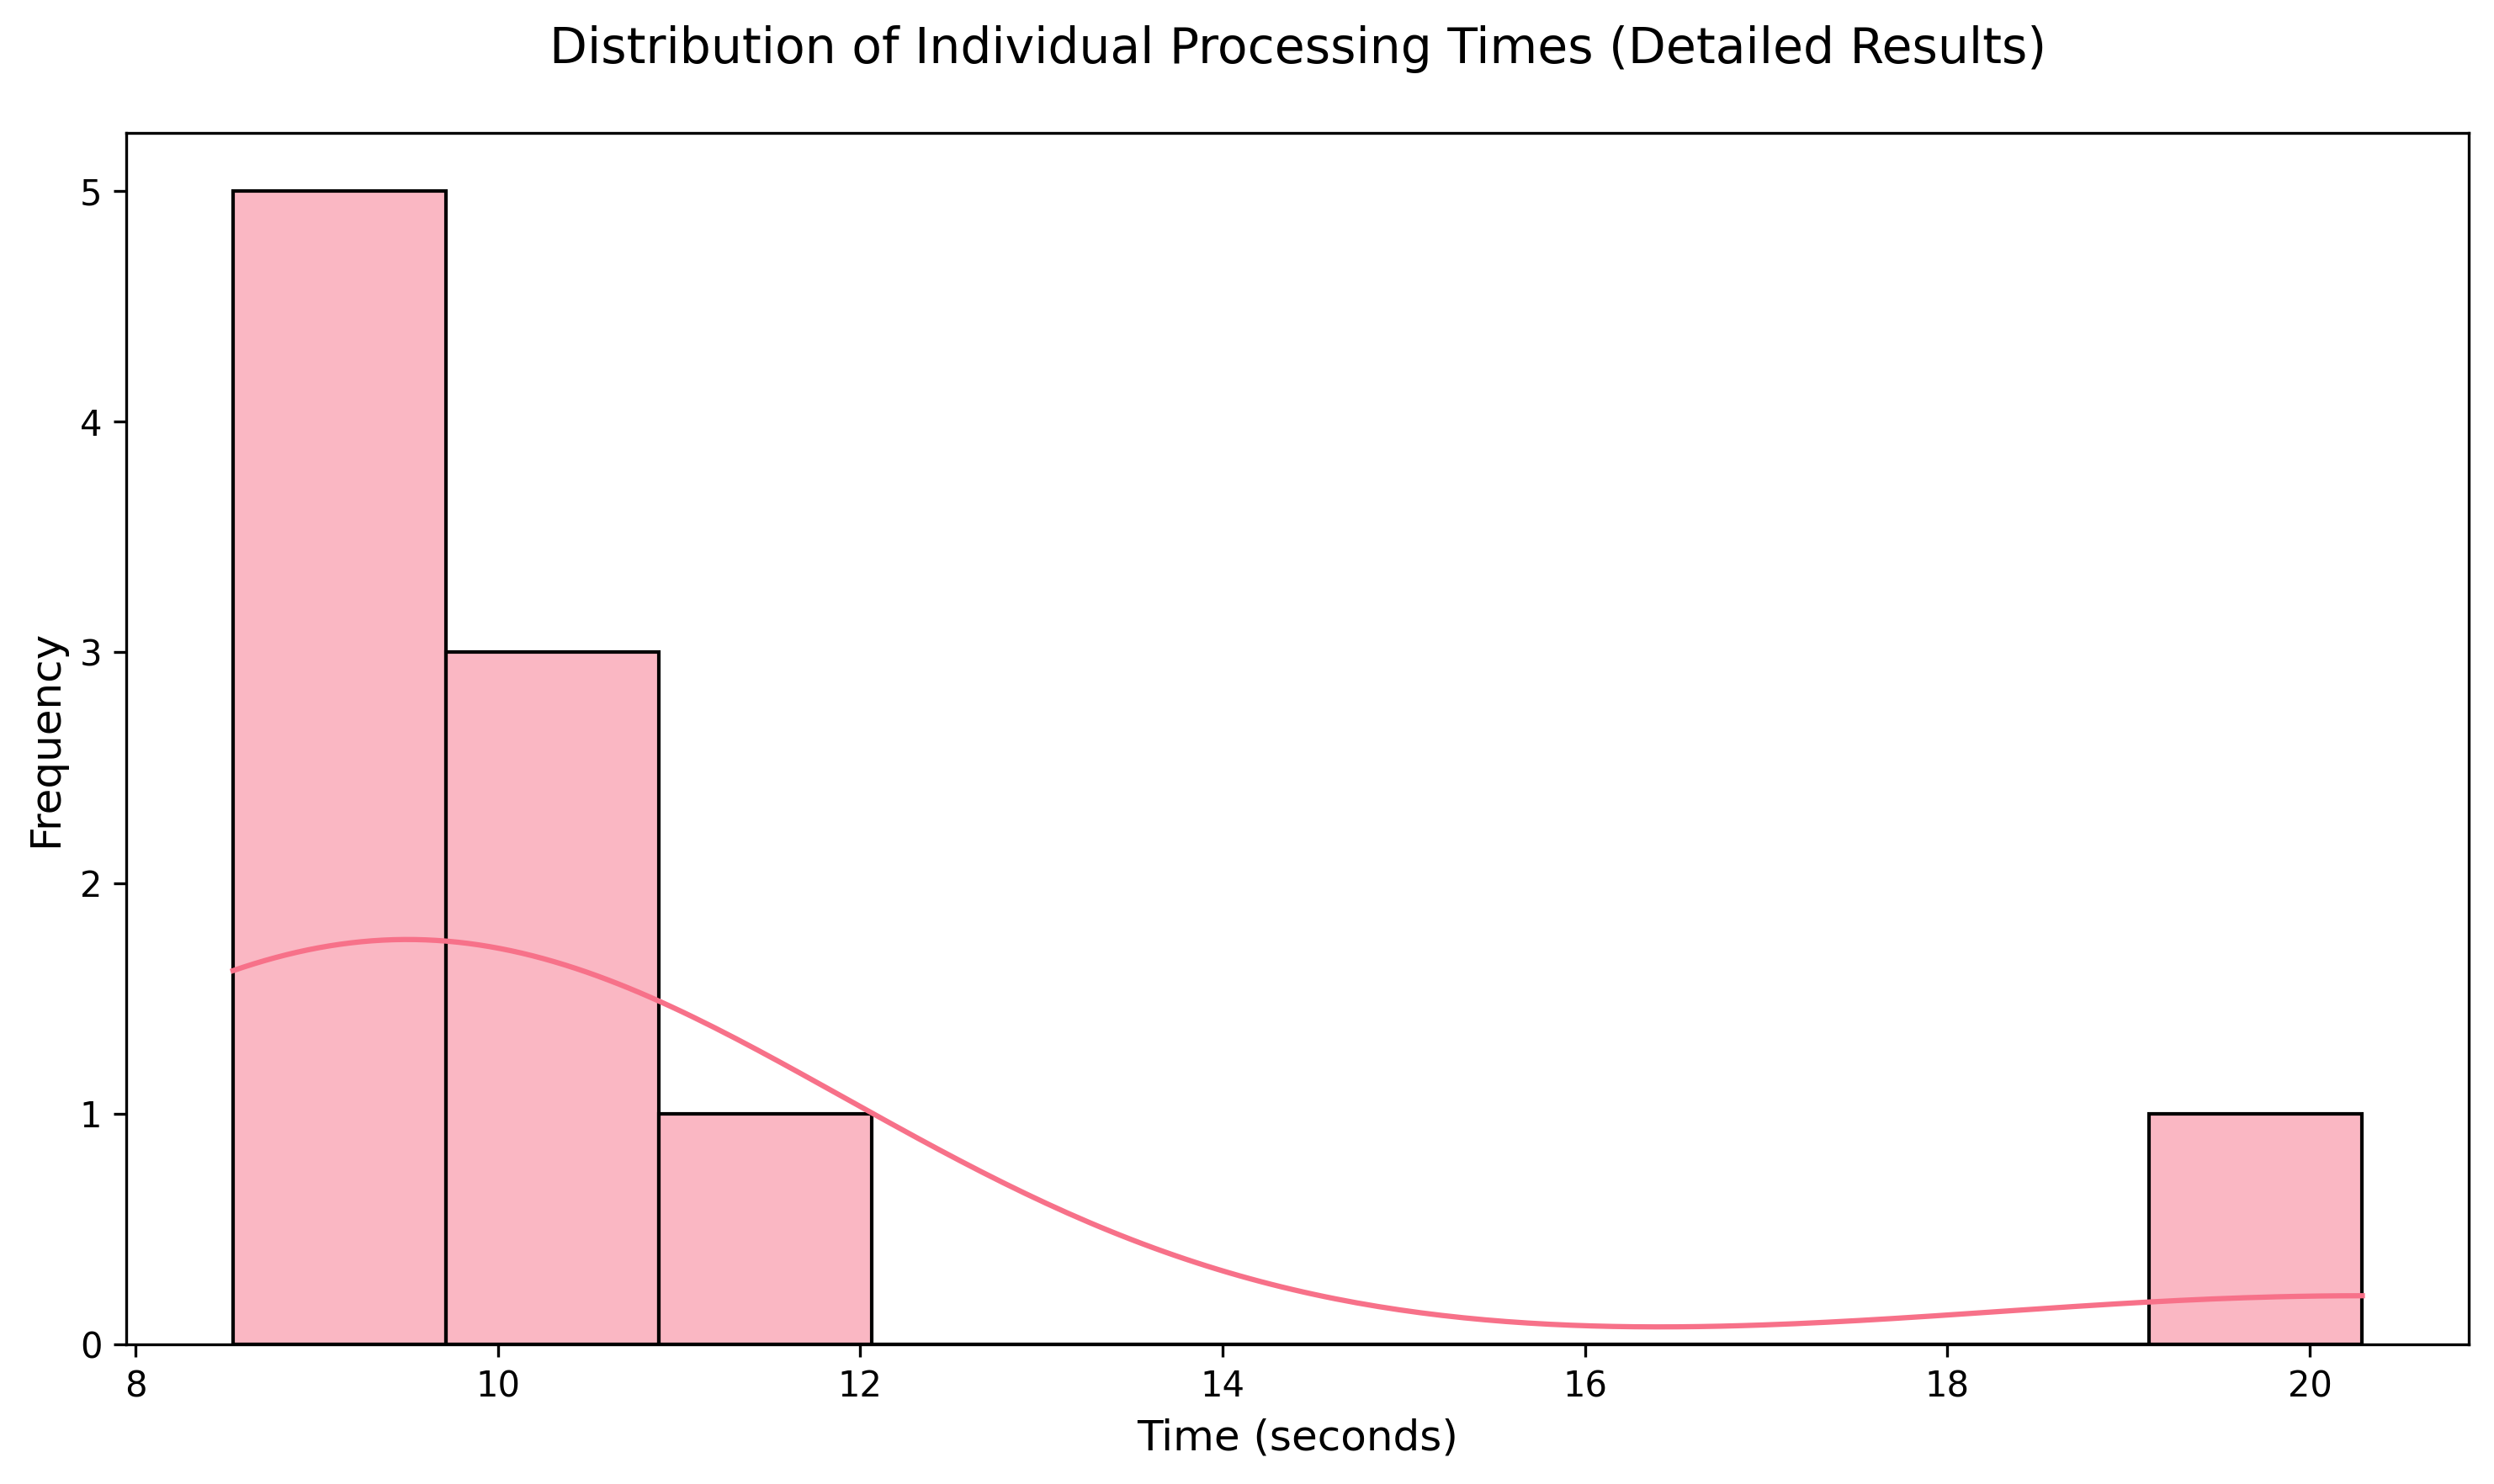 Distribution of Individual Processing Times (Detailed Results)
Frequency
5
4
3
2
1
0
8 10 12 14 16 18 20
Time (seconds)